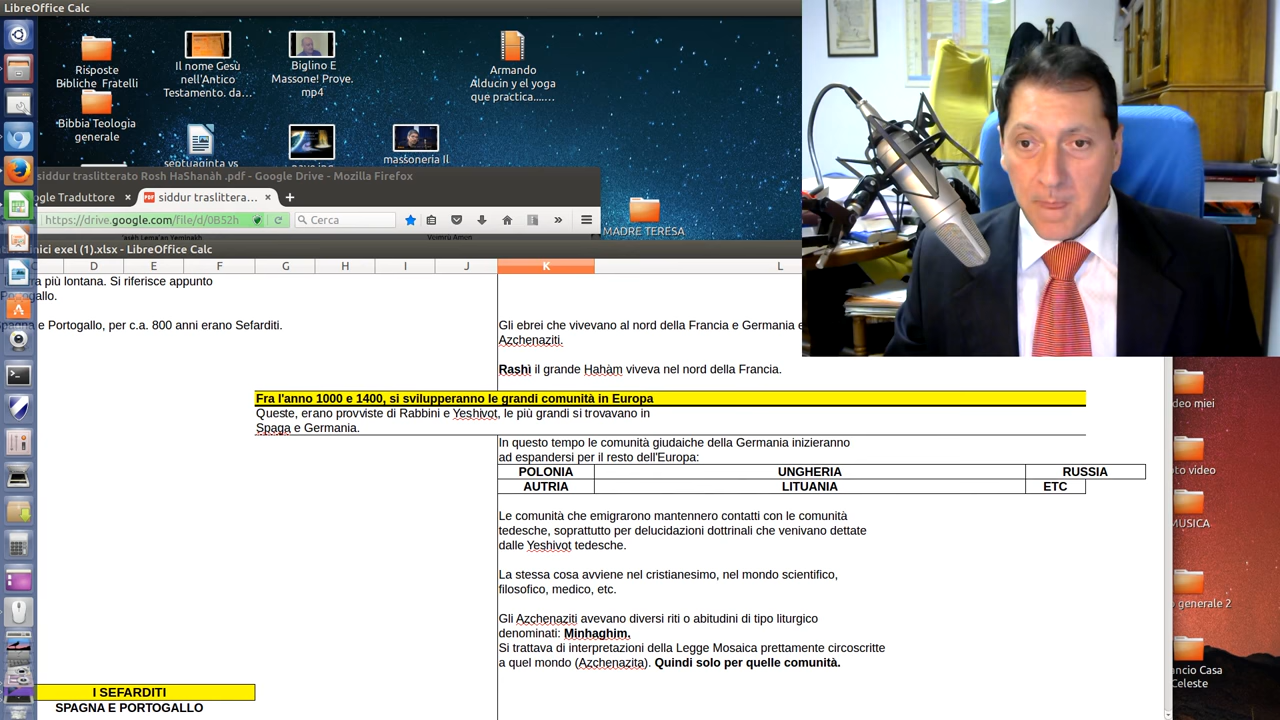 LibreOffice Calc
Risposte
Bibliche Fratelli
Il nome Gesù
nell'Antico
Testamento. da...
Biglino E
Massone! Prove.
mp4
Armando
Alducin y el yoga
que practica.....
Bibbia Teologia
generale
septuaginta vs
massoneria Il
siddur traslitterato Rosh HaShanàh .pdf - Google Drive - Mozilla Firefox
gle Traduttore
siddur traslittera...
https://drive.google.com/file/d/0B52h
Cerca
MADRE TERESA
inici exel (1).xlsx - LibreOffice Calc
D E F G H I J K L
ra più lontana. Si riferisce appunto
gallo.
e Portogallo, per c.a. 800 anni erano Sefarditi.
Gli ebrei che vivevano al nord della Francia e Germania
Azchenaziti.
Rashì il grande Hahàm viveva nel nord della Francia.
Fra l'anno 1000 e 1400, si svilupperanno le grandi comunità in Europa
Queste, erano provviste di Rabbini e Yeshivot, le più grandi si trovavano in
Spaga e Germania.
In questo tempo le comunità giudaiche della Germania inizieranno
ad espandersi per il resto dell'Europa:
POLONIA UNGHERIA RUSSIA
AUTRIA LITUANIA ETC
Le comunità che emigrarono mantennero contatti con le comunità
tedesche, soprattutto per delucidazioni dottrinali che venivano dettate
dalle Yeshivot tedesche.
La stessa cosa avviene nel cristianesimo, nel mondo scientifico,
filosofico, medico, etc.
Gli Azchenaziti avevano diversi riti o abitudini di tipo liturgico
denominati: Minhaghim.
Si trattava di interpretazioni della Legge Mosaica prettamente circoscritte
a quel mondo (Azchenazita). Quindi solo per quelle comunità.
I SEFARDITI
SPAGNA E PORTOGALLO
deo miei
to video
MUSICA
generale 2
ancio Casa
Celeste